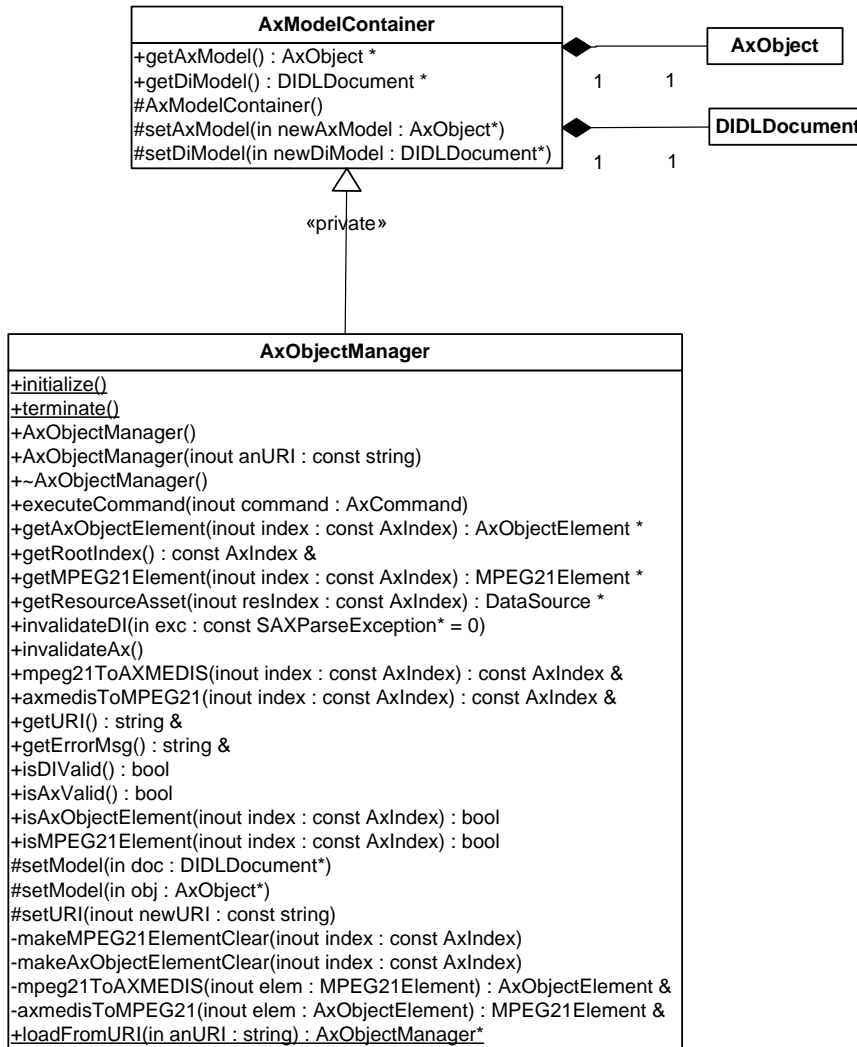 AxModelContainer
+getAxModel() : AxObject *
+getDiModel() : DIDLDocument *
#AxModelContainer()
#setAxModel(in newAxModel : AxObject*)
#setDiModel(in newDiModel : DIDLDocument*)
AxObject
1 1
DIDLDocument
1 1
«private»
AxObjectManager
+initialize()
+terminate()
+AxObjectManager()
+AxObjectManager(inout anURI : const string)
+~AxObjectManager()
+executeCommand(inout command : AxCommand)
+getAxObjectElement(inout index : const AxIndex) : AxObjectElement *
+getRootIndex() : const AxIndex &
+getMPEG21Element(inout index : const AxIndex) : MPEG21Element *
+getResourceAsset(inout resIndex : const AxIndex) : DataSource *
+invalidateDI(in exc : const SAXParseException* = 0)
+invalidateAx()
+mpeg21ToAXMEDIS(inout index : const AxIndex) : const AxIndex &
+axmedisToMPEG21(inout index : const AxIndex) : const AxIndex &
+getURI() : string &
+getErrorMsg() : string &
+isDIValid() : bool
+isAxValid() : bool
+isAxObjectElement(inout index : const AxIndex) : bool
+isMPEG21Element(inout index : const AxIndex) : bool
#setModel(in doc : DIDLDocument*)
#setModel(in obj : AxObject*)
#setURI(inout newURI : const string)
-makeMPEG21ElementClear(inout index : const AxIndex)
-makeAxObjectElementClear(inout index : const AxIndex)
-mpeg21ToAXMEDIS(inout elem : MPEG21Element) : AxObjectElement &
-axmedisToMPEG21(inout elem : AxObjectElement) : MPEG21Element &
+loadFromURI(in anURI : string) : AxObjectManager*